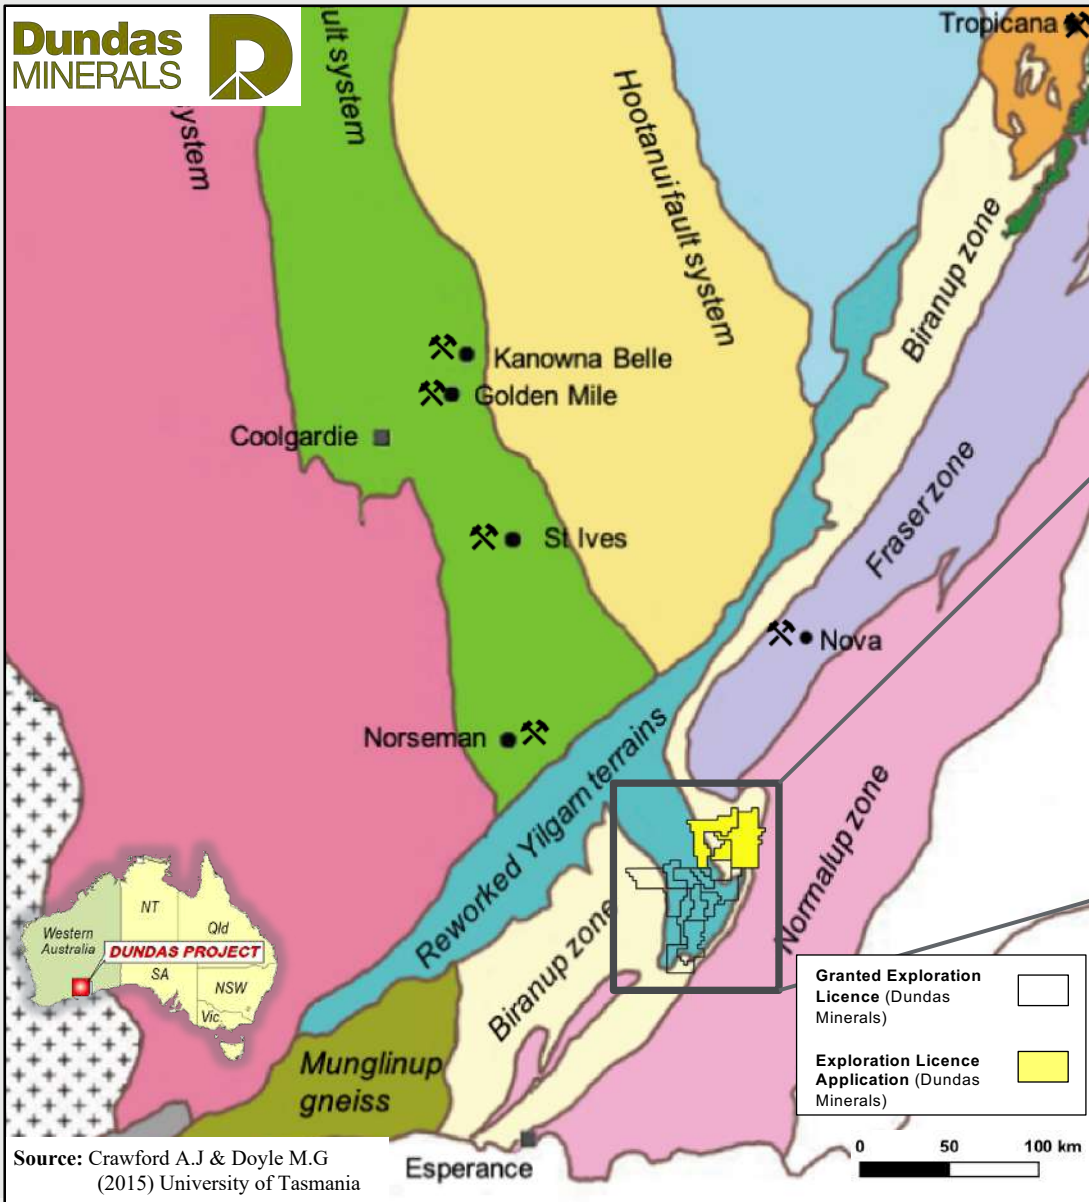 Dundas
MINERALS
Tropicana
ystem
ult system
Hootanui fault system
Biranup zone
Kanowna Belle
Golden Mile
Coolgardie
St Ives
Fraser zone
Nova
Norseman
Reworked Yilgarn terrains
Normalup zone
Biranup zone
Munglinup
gneiss
Esperance
Western
Australia
NT
Qld
DUNDAS PROJECT
SA
NSW
Vic.
Granted Exploration
Licence (Dundas
Minerals)
Exploration Licence
Application (Dundas
Minerals)
0 50 100 km
Source: Crawford A.J & Doyle M.G
(2015) University of Tasmania